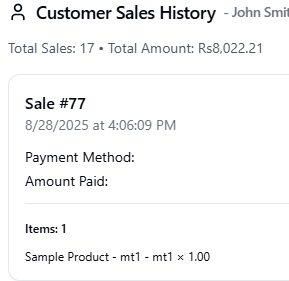 Customer Sales History - John Smit
Total Sales: 17 • Total Amount: Rs8,022.21
Sale #77
8/28/2025 at 4:06:09 PM
Payment Method:
Amount Paid:
Items: 1
Sample Product - mt1 - mt1 × 1.00